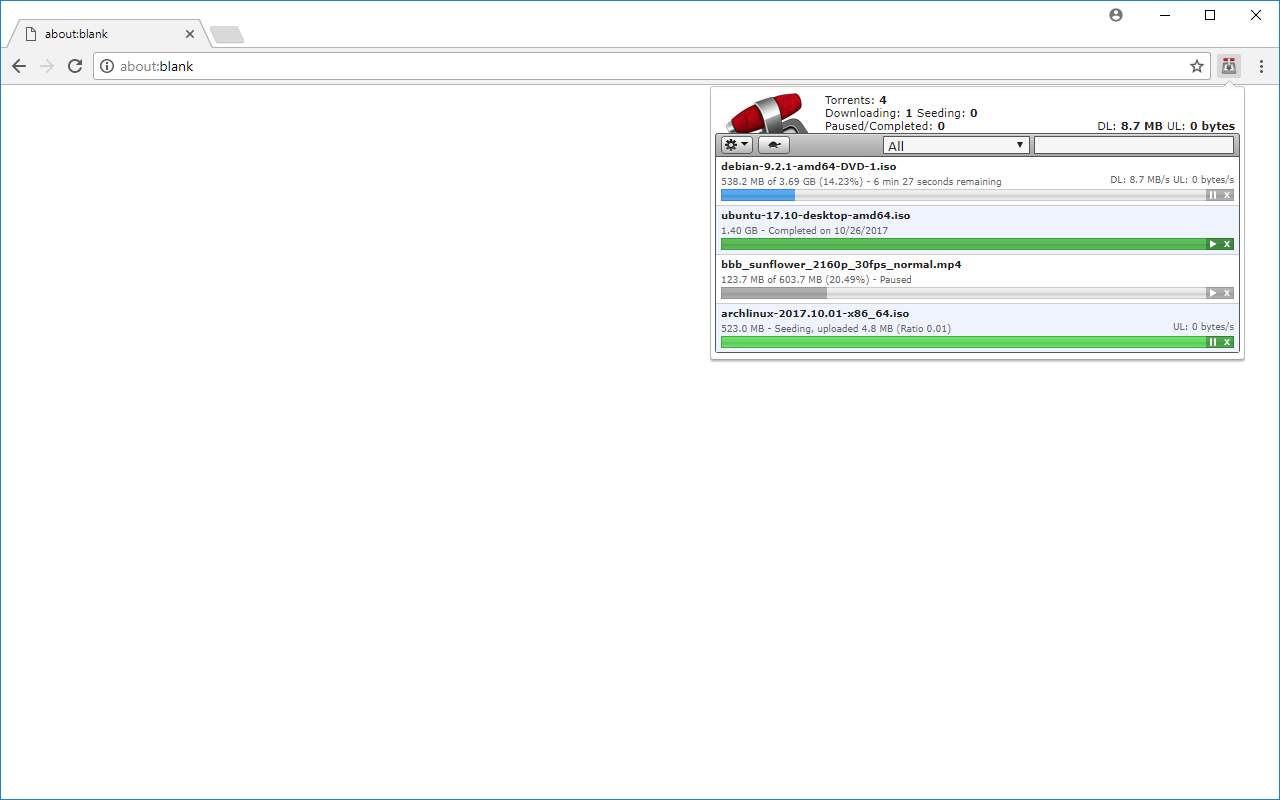 about:blank
about:blank
Torrents: 4
Downloading: 1 Seeding: 0
Paused/Completed: 0
DL: 8.7 MB UL: 0 bytes
All
debian-9.2.1-amd64-DVD-1.iso
538.2 MB of 3.69 GB (14.23%) - 6 min 27 seconds remaining
DL: 8.7 MB/s UL: 0 bytes/s
ubuntu-17.10-desktop-amd64.iso
1.40 GB - Completed on 10/26/2017
bbb_sunflower_2160p_30fps_normal.mp4
123.7 MB of 603.7 MB (20.49%) - Paused
archlinux-2017.10.01-x86_64.iso
523.0 MB - Seeding, uploaded 4.8 MB (Ratio 0.01)
UL: 0 bytes/s